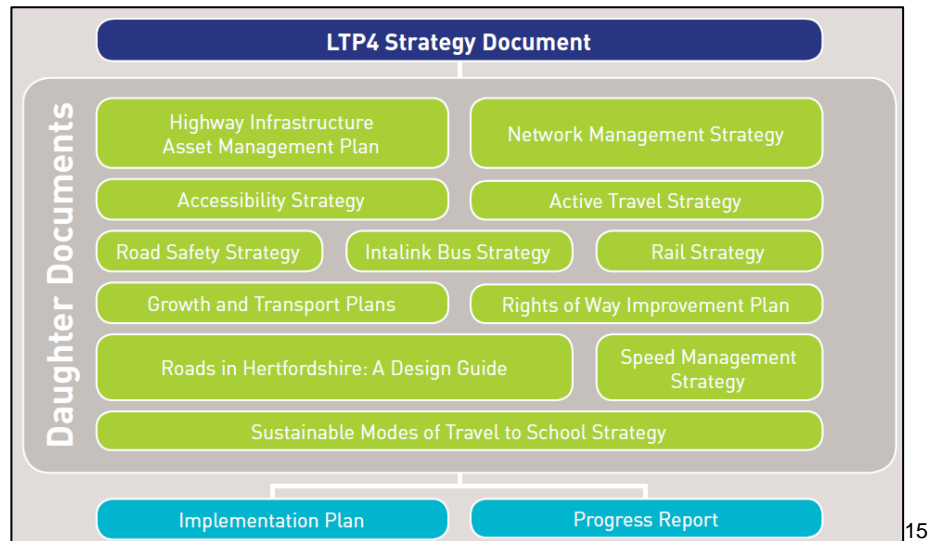 LTP4 Strategy Document
Daughter Documents
Highway Infrastructure
Asset Management Plan
Network Management Strategy
Accessibility Strategy
Active Travel Strategy
Road Safety Strategy
Intalink Bus Strategy
Rail Strategy
Growth and Transport Plans
Rights of Way Improvement Plan
Roads in Hertfordshire: A Design Guide
Speed Management
Strategy
Sustainable Modes of Travel to School Strategy
Implementation Plan
Progress Report
15